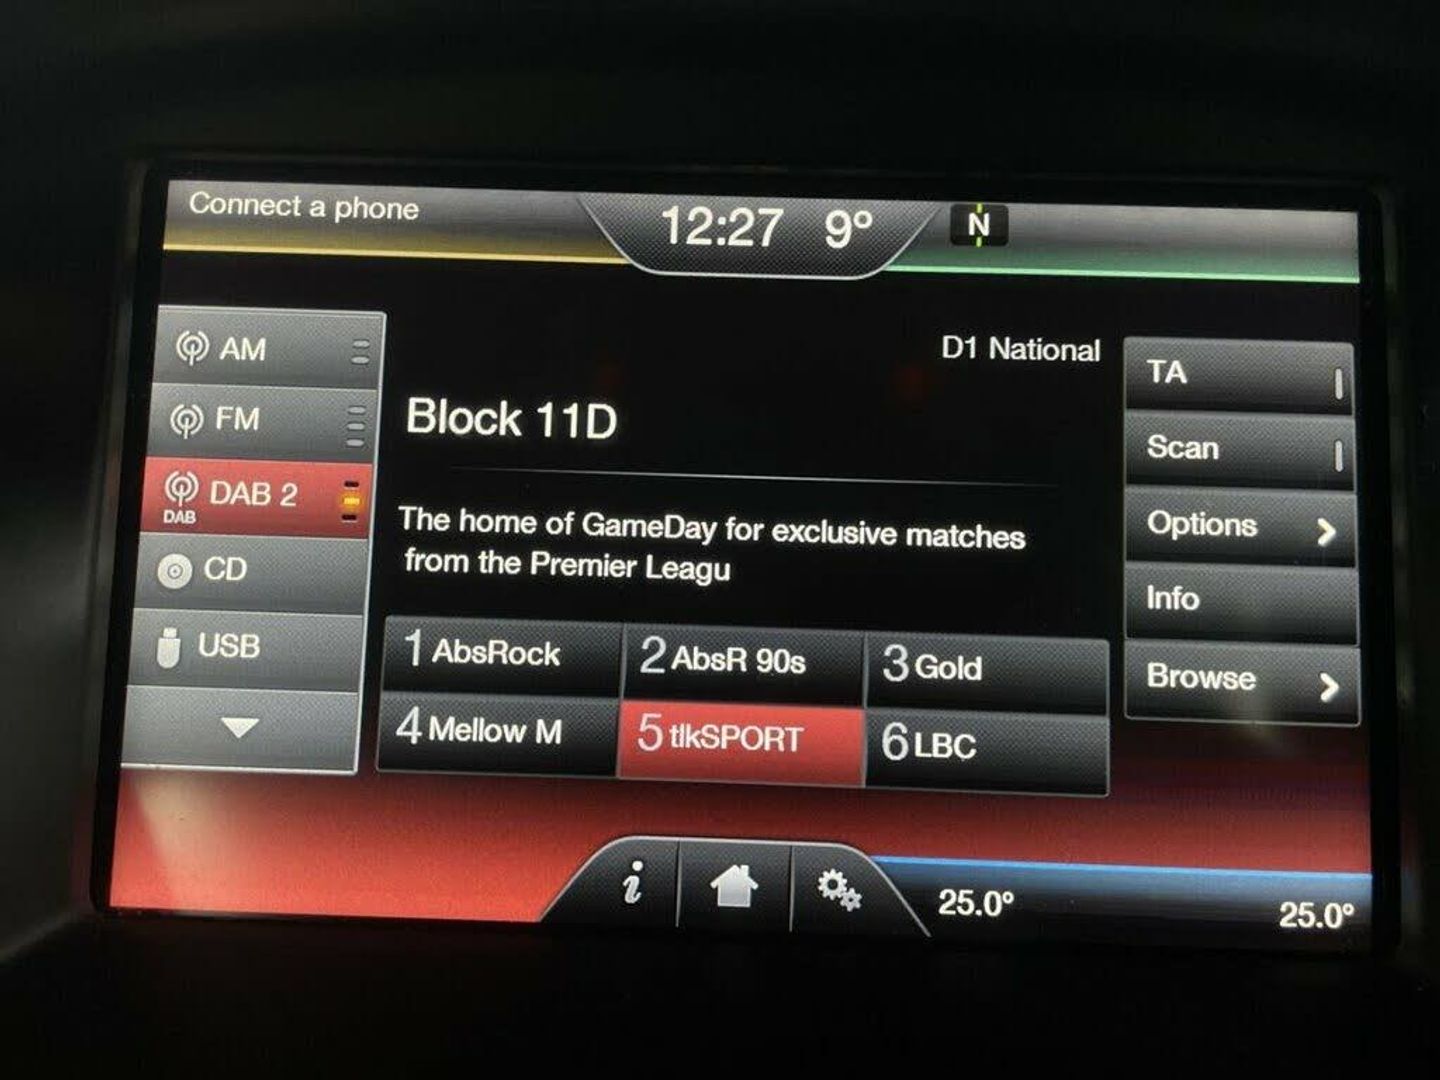 Connect a phone
12:27 9° N
D1 National
AM
FM
DAB 2
DAB
CD
USB
Block 11D
The home of GameDay for exclusive matches
from the Premier Leagu
1 AbsRock
2 AbsR 90s
3 Gold
4 Mellow M
5 tlkSPORT
6 LBC
TA
Scan
Options
Info
Browse
i
25.0°
25.0°